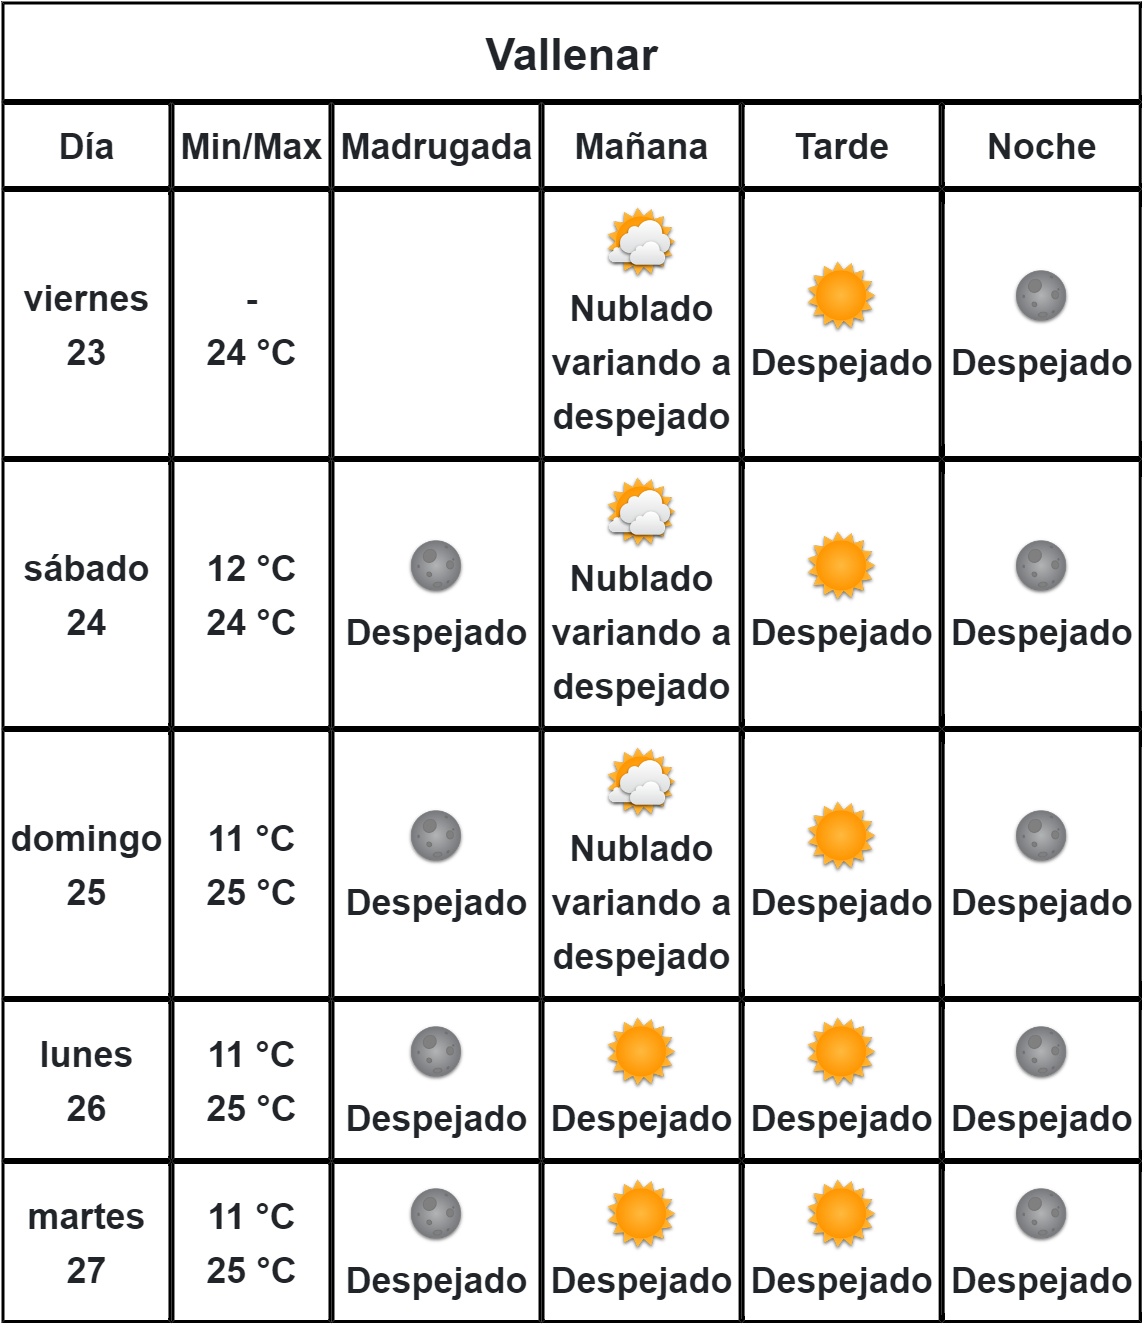 Vallenar
Día Min/Max Madrugada Mañana Tarde Noche
viernes
23
-
24 °C
Nublado
variando a
despejado
Despejado
Despejado
sábado
24
12 °C
24 °C
Despejado
Nublado
variando a
despejado
Despejado
Despejado
domingo
25
11 °C
25 °C
Despejado
Nublado
variando a
despejado
Despejado
Despejado
lunes
26
11 °C
25 °C
Despejado
Despejado
Despejado
Despejado
martes
27
11 °C
25 °C
Despejado
Despejado
Despejado
Despejado